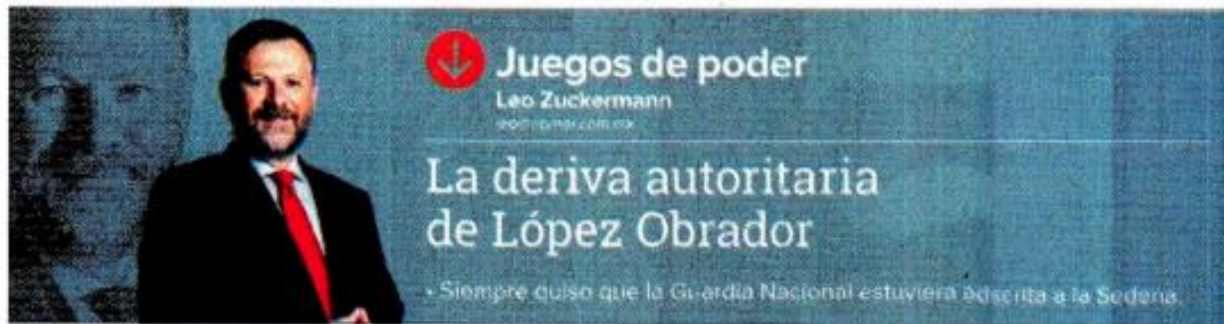 Juegos de poder
Leo Zuckermann
La deriva autoritaria
de López Obrador
• Siempre quiso que la Guardia Nacional estuviera adscrita a la Sedena.